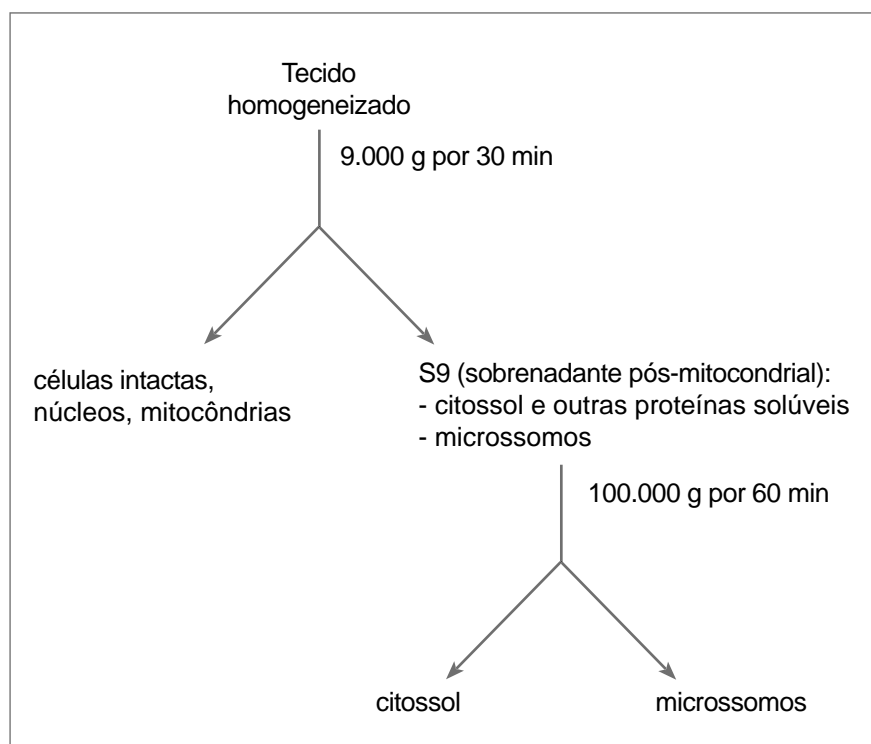 Tecido
homogeneizado
9.000 g por 30 min
células intactas,
núcleos, mitocôndrias
S9 (sobrenadante pós-mitocondrial):
- citossol e outras proteínas solúveis
- microssomos
100.000 g por 60 min
citossol
microssomos